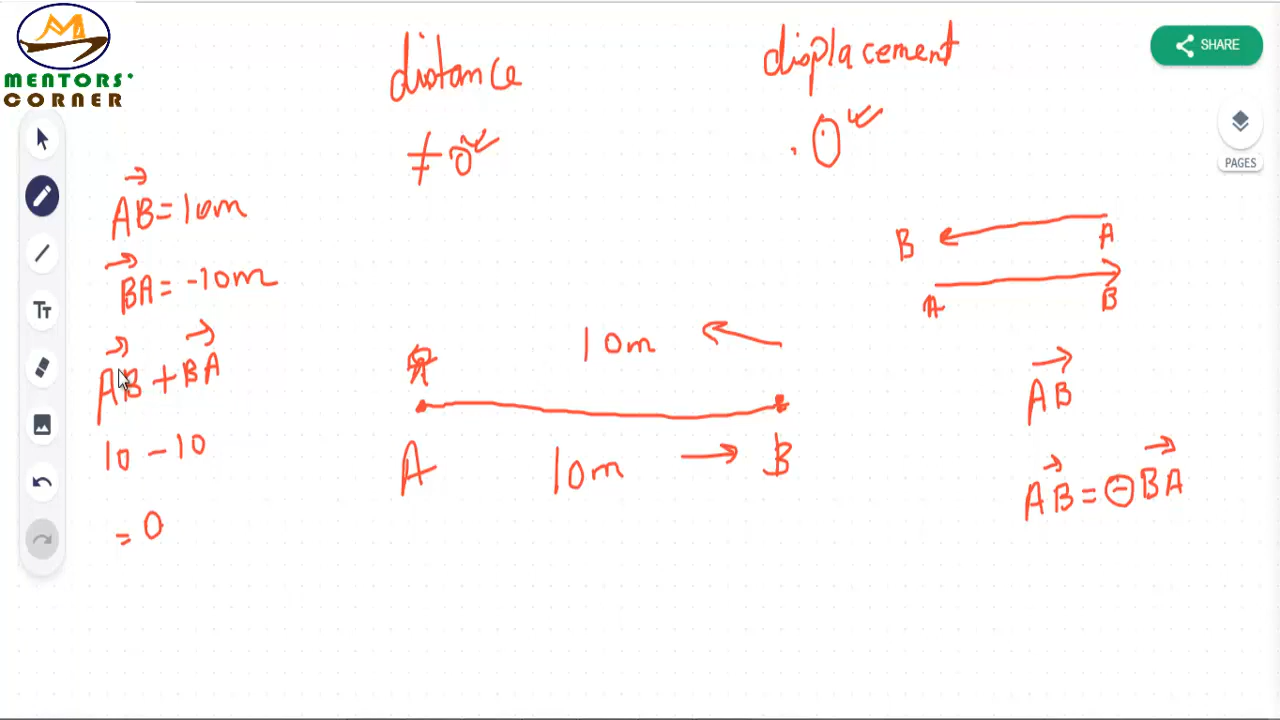 MENTORS'
CORNER
SHARE
PAGES
Tт
distance
displacement
≠ 0
0
AB = 10m
BA = -10m
AB + BA
10 - 10
= 0
10m
A
10m
B
B
A
A
B
AB
AB = - BA